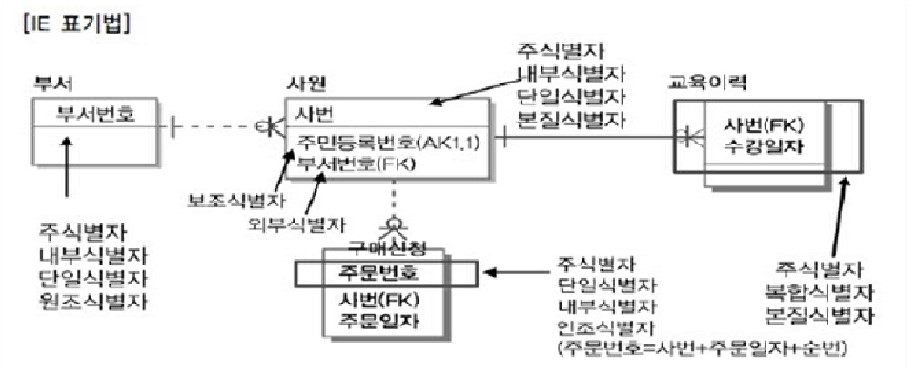 [IE 표기법]
부서
부서번호
주식별자
내부식별자
단일식별자
원조식별자
사원
사번
주민등록번호(AK1,1)
부서번호(FK)
보조식별자
외부식별자
주식별자
내부식별자
단일식별자
본질식별자
교육이력
사번(FK)
수강일자
주식별자
복합식별자
본질식별자
구매신청
주문번호
사번(FK)
주문일자
주식별자
단일식별자
내부식별자
인조식별자
(주문번호=사번+주문일자+순번)